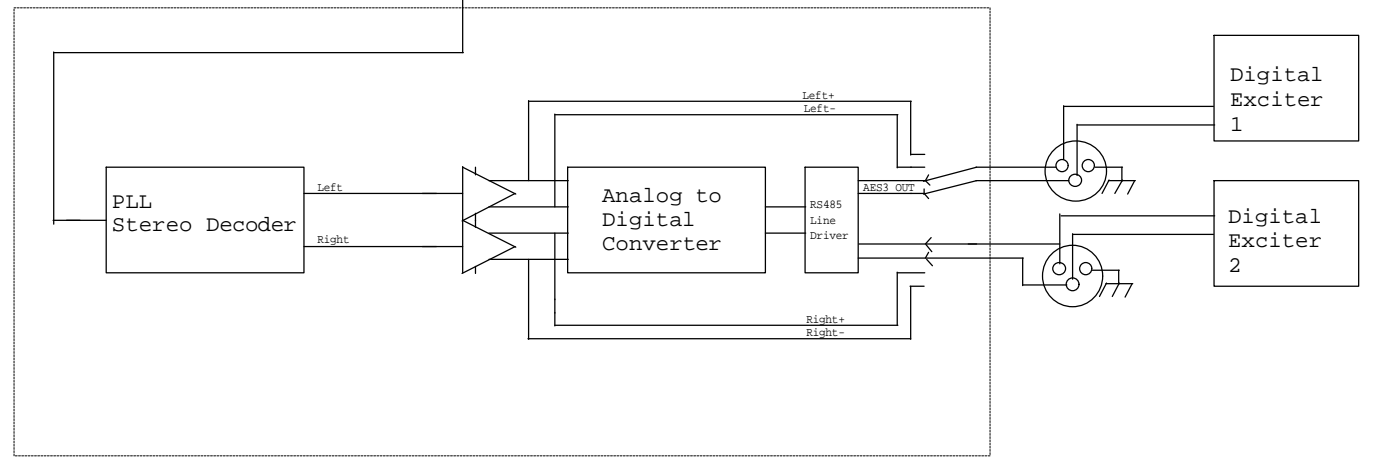 Digital
Exciter
1
Left+
Left-
PLL
Stereo Decoder
Left
Right
Analog to
Digital
Converter
RS485
Line
Driver
AES3 OUT
Digital
Exciter
2
Right+
Right-